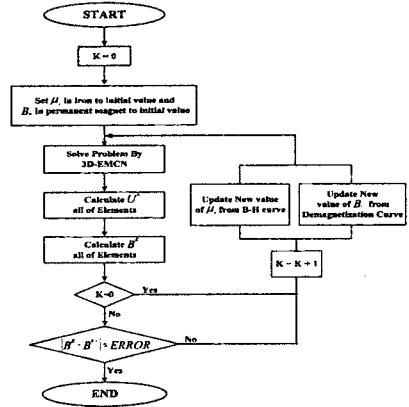 START
K = 0
Set μr in iron to initial value and
Br in permanent magnet to initial value
Solve Problem By
3D-EMCN
Calculate U^k
all of Elements
Calculate B^k
all of Elements
Update New value
of μr from B-H curve
Update New
value of Br from
Demagnetization Curve
K = K + 1
K=0
Yes
No
ERROR
No
Yes
END